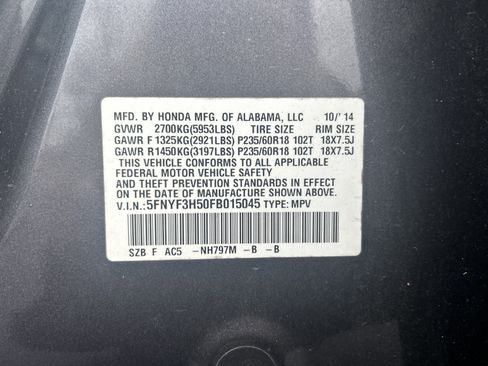 MFD. BY HONDA MFG. OF ALABAMA, LLC 10/'14
GVWR 2700KG(5953LBS) TIRE SIZE RIM SIZE
GAWR F 1325KG(2921LBS) P235/60R18 102T 18X7.5J
GAWR R 1450KG(3197LBS) P235/60R18 102T 18X7.5J
THIS VEHICLE CONFORMS TO ALL APPLICABLE
FEDERAL MOTOR VEHICLE SAFETY AND
THEFT PREVENTION STANDARDS IN EFFECT ON
THE DATE OF MANUFACTURE SHOWN ABOVE.
V.I.N.:5FNYF3H50FB015045 TYPE: MPV
SZB F AC5 -NH797M -B -B